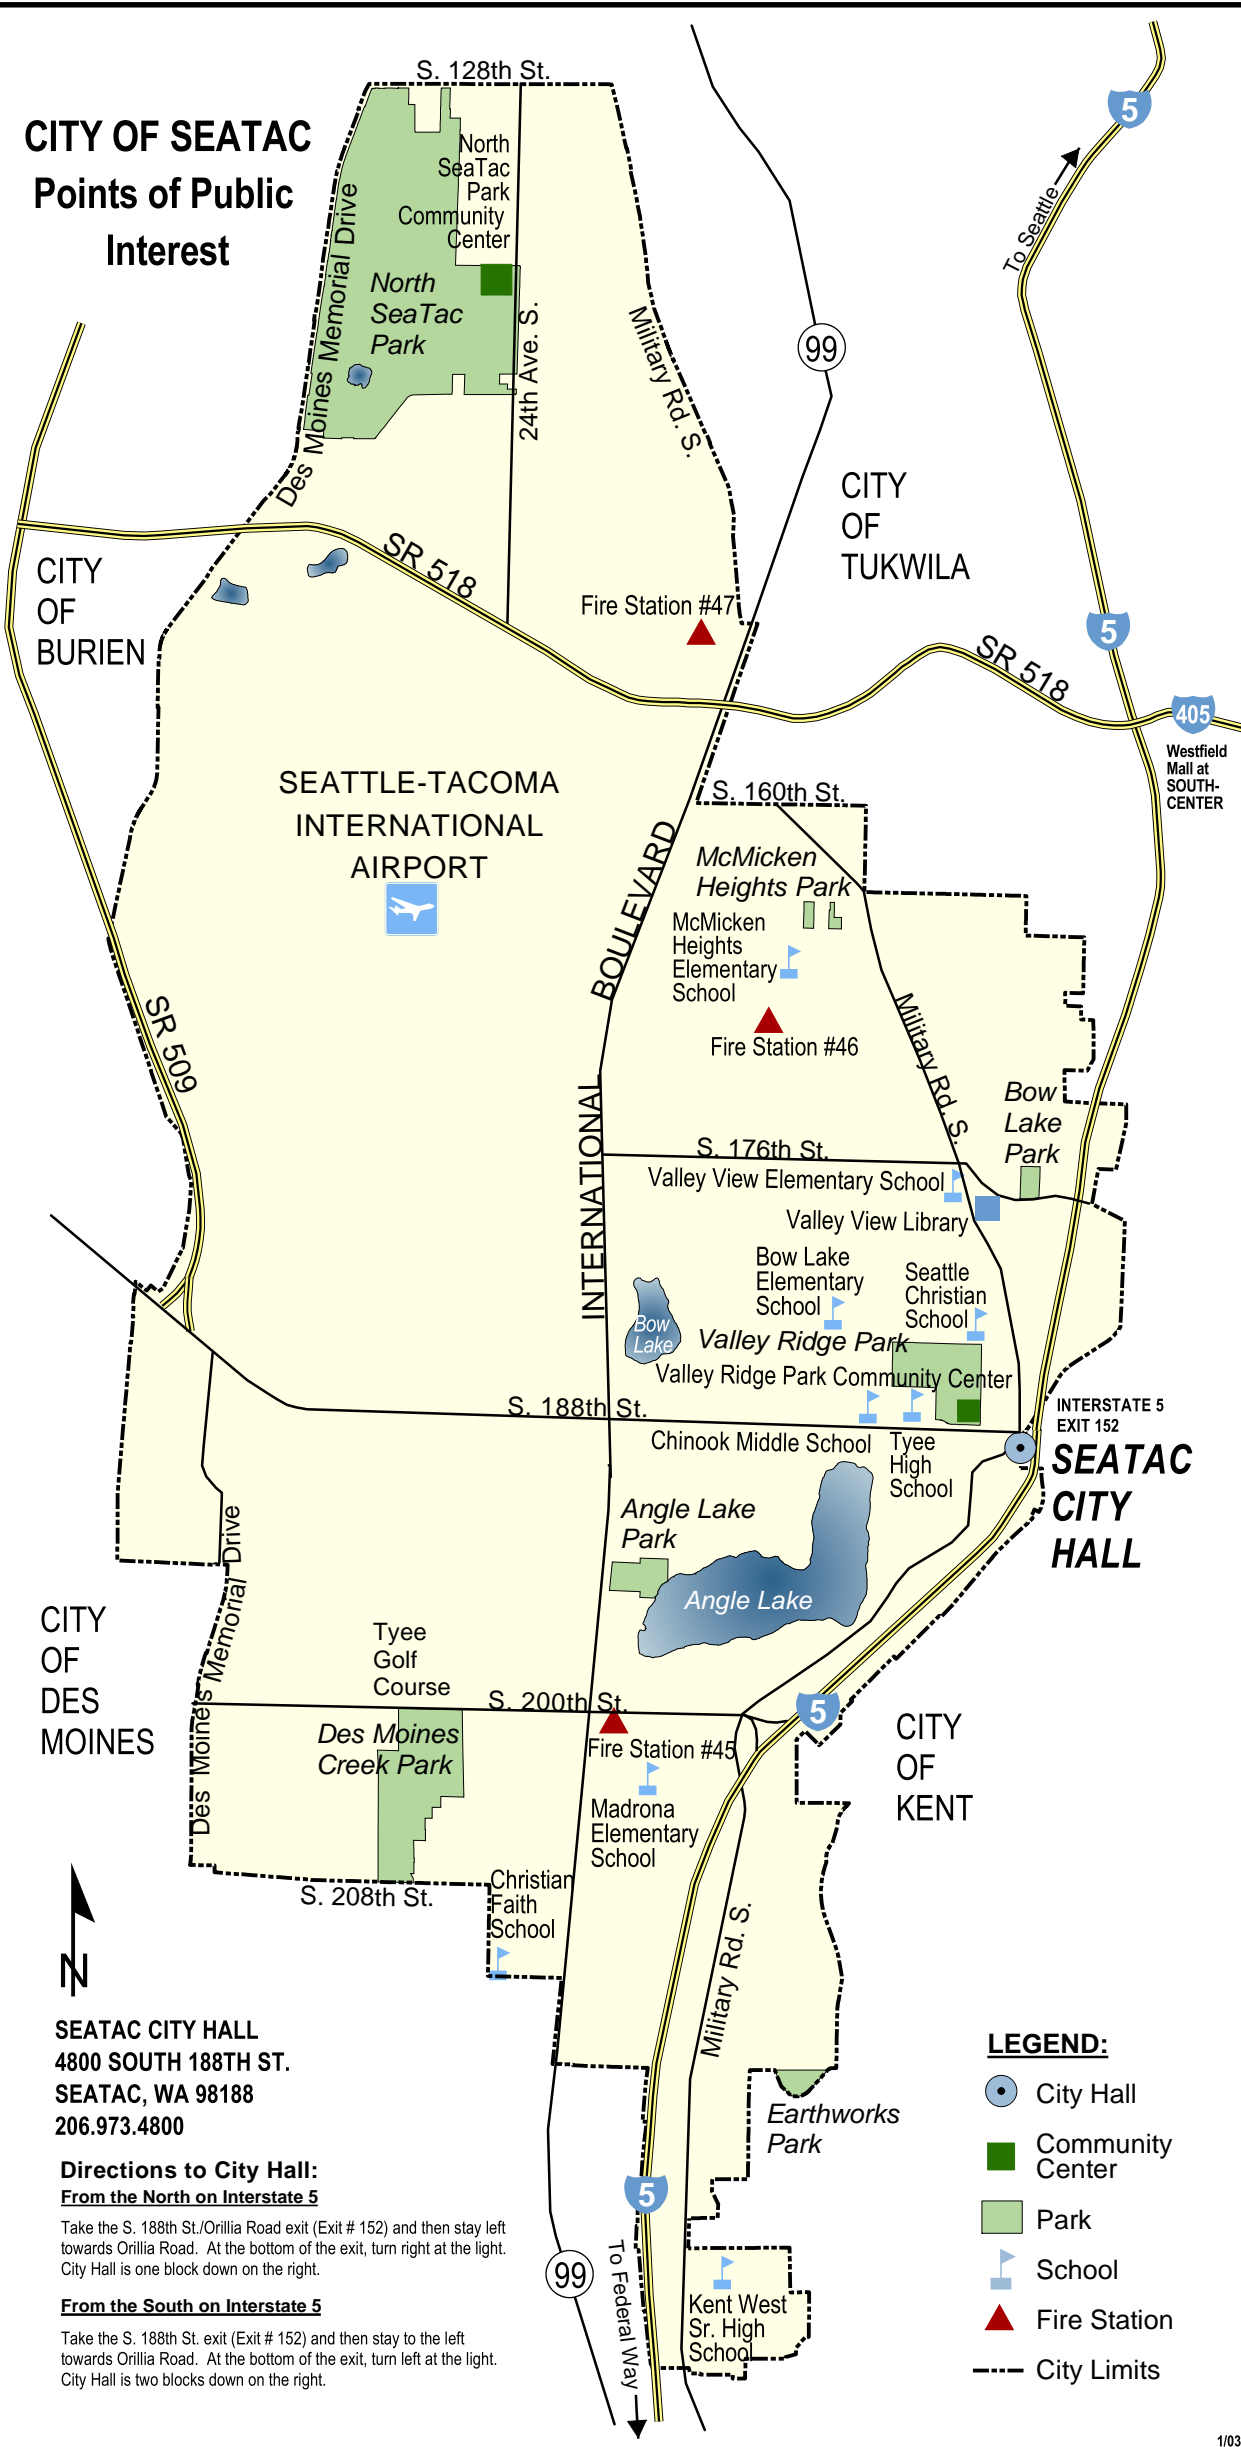 S. 128th St.
CITY OF SEATAC
Points of Public
Interest
5
North
SeaTac
Park
Community
Center
To Seattle
Des Moines Memorial Drive
North
SeaTac
Park
24th Ave. S.
Military Rd. S.
99
CITY
OF
TUKWILA
SR 518
CITY
OF
BURIEN
Fire Station #47
5
SR 518
405
Westfield
Mall at
SOUTH-
CENTER
SEATTLE-TACOMA
INTERNATIONAL
AIRPORT
S. 160th St.
BOULEVARD
McMicken
Heights Park
McMicken
Heights
Elementary
School
SR 509
Fire Station #46
Military Rd. S.
Bow
Lake
Park
INTERNATIONAL
S. 176th St.
Valley View Elementary School
Valley View Library
Bow Lake
Elementary
School
Seattle
Christian
School
Bow
Lake
Valley Ridge Park
Valley Ridge Park Community Center
S. 188th St.
INTERSTATE 5
EXIT 152
SEATAC
CITY
HALL
Chinook Middle School
Tyee
High
School
Angle Lake
Park
Angle Lake
Des Moines Memorial Drive
CITY
OF
DES
MOINES
Tyee
Golf
Course
S. 200th St.
Des Moines
Creek Park
Fire Station #45
5
CITY
OF
KENT
Madrona
Elementary
School
S. 208th St.
Christian
Faith
School
Military Rd. S.
N
SEATAC CITY HALL
4800 SOUTH 188TH ST.
SEATAC, WA 98188
206.973.4800
Directions to City Hall:
From the North on Interstate 5
Take the S. 188th St./Orillia Road exit (Exit # 152) and then stay left
towards Orillia Road. At the bottom of the exit, turn right at the light.
City Hall is one block down on the right.
From the South on Interstate 5
Take the S. 188th St. exit (Exit # 152) and then stay to the left
towards Orillia Road. At the bottom of the exit, turn left at the light.
City Hall is two blocks down on the right.
Earthworks
Park
5
99
To Federal Way
Kent West
Sr. High
School
LEGEND:
City Hall
Community
Center
Park
School
Fire Station
City Limits
1/03